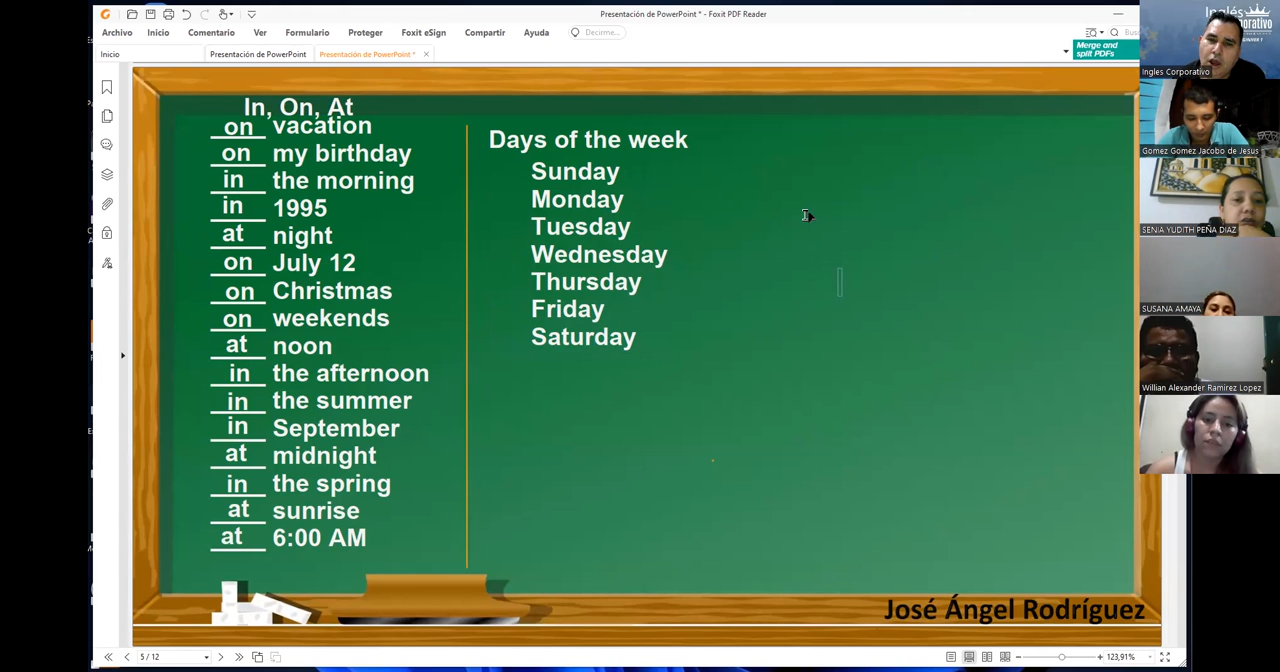 Presentación de PowerPoint * - Foxit PDF Reader
Archivo Inicio Comentario Ver Formulario Proteger Foxit eSign Compartir Ayuda Decirme...
Inicio Presentación de PowerPoint Presentación de PowerPoint *
Merge and
split PDFs
In, On, At
on vacation
on my birthday
in the morning
in 1995
at night
on July 12
on Christmas
on weekends
at noon
in the afternoon
in the summer
in September
at midnight
in the spring
at sunrise
at 6:00 AM
Days of the week
Sunday
Monday
Tuesday
Wednesday
Thursday
Friday
Saturday
José Ángel Rodríguez
5 / 12
123,91%
Inglés
Ingles Corporativo
Gomez Gomez Jacobo de Jesus
SENIA YUDITH PEÑA DIAZ
SUSANA AMAYA
Willian Alexander Ramirez Lopez